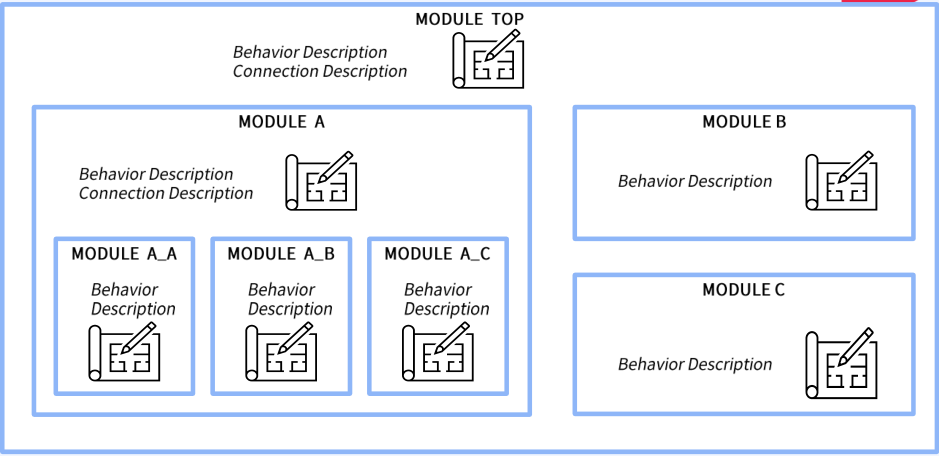 MODULE TOP
Behavior Description
Connection Description
MODULE A
Behavior Description
Connection Description
MODULE A_A
Behavior
Description
MODULE A_B
Behavior
Description
MODULE A_C
Behavior
Description
MODULE B
Behavior Description
MODULE C
Behavior Description